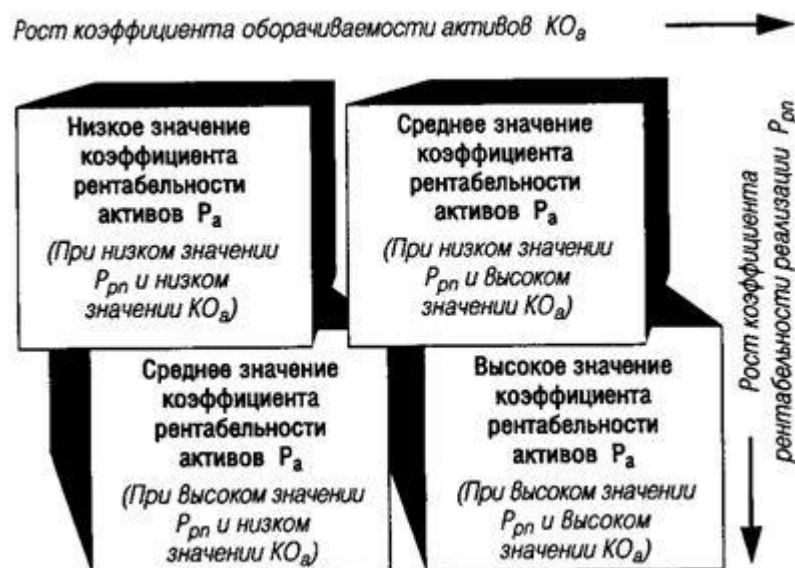 Рост коэффициента оборачиваемости активов КОа
Низкое значение
коэффициента
рентабельности
активов Ра
(При низком значении
Ррп и низком
значении КОа)
Среднее значение
коэффициента
рентабельности
активов Ра
(При низком значении
Ррп и высоком
значении КОа)
Среднее значение
коэффициента
рентабельности
активов Ра
(При высоком значении
Ррп и низком
значении КОа)
Высокое значение
коэффициента
рентабельности
активов Ра
(При высоком значении
Ррп и высоком
значении КОа)
Рост коэффициента
рентабельности реализации Ррп